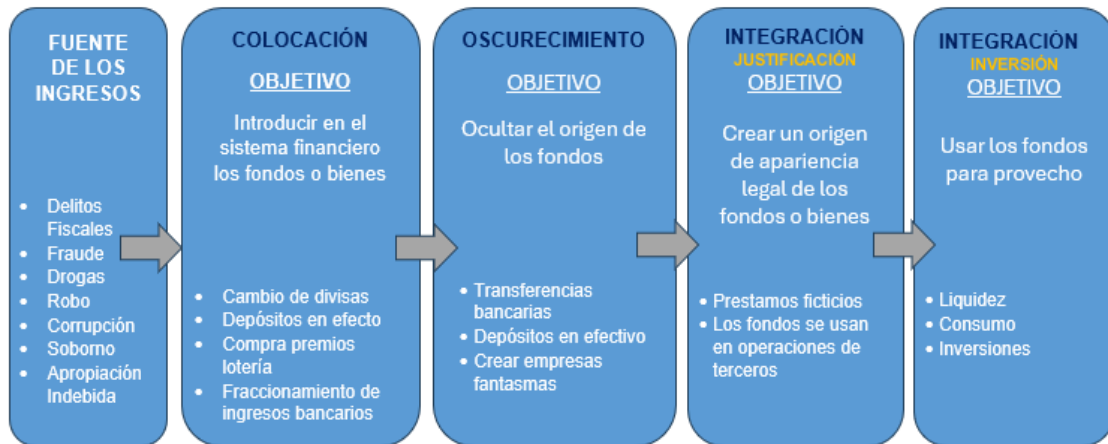 FUENTE
DE LOS
INGRESOS
• Delitos
Fiscales
• Fraude
• Drogas
• Robo
• Corrupción
• Soborno
• Apropiación
Indebida
COLOCACIÓN
OBJETIVO
Introducir en el
sistema financiero
los fondos o bienes
• Cambio de divisas
• Depósitos en efecto
• Compra premios
lotería
• Fraccionamiento de
ingresos bancarios
OSCURECIMIENTO
OBJETIVO
Ocultar el origen de
los fondos
• Transferencias
bancarias
• Depósitos en efectivo
• Crear empresas
fantasmas
INTEGRACIÓN
JUSTIFICACIÓN
OBJETIVO
Crear un origen
de apariencia
legal de los
fondos o bienes
• Prestamos ficticios
• Los fondos se usan
en operaciones de
terceros
INTEGRACIÓN
INVERSIÓN
OBJETIVO
Usar los fondos
para provecho
• Liquidez
• Consumo
• Inversiones